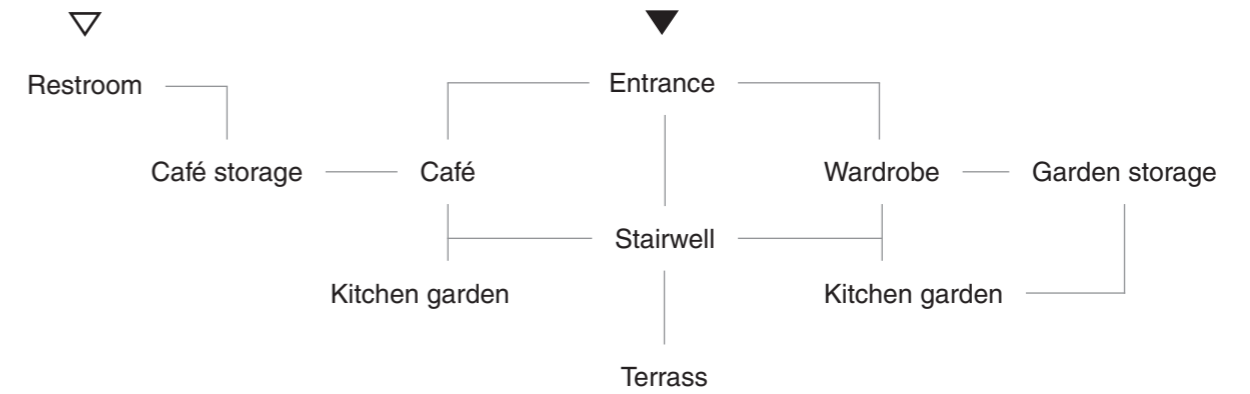 Restroom
Entrance
Café storage
Café
Wardrobe
Garden storage
Stairwell
Kitchen garden
Kitchen garden
Terrass